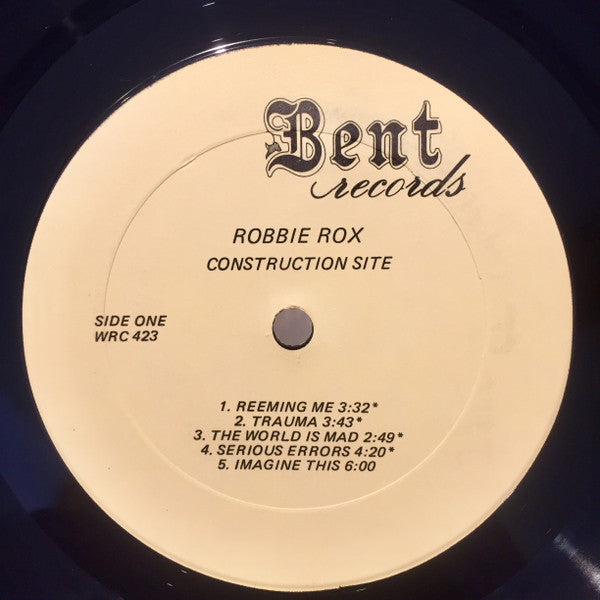 Bent
records
ROBBIE ROX
CONSTRUCTION SITE
SIDE ONE
WRC 423
1. REEMING ME 3:32*
2. TRAUMA 3:43*
3. THE WORLD IS MAD 2:49*
4. SERIOUS ERRORS 4:20*
5. IMAGINE THIS 6:00